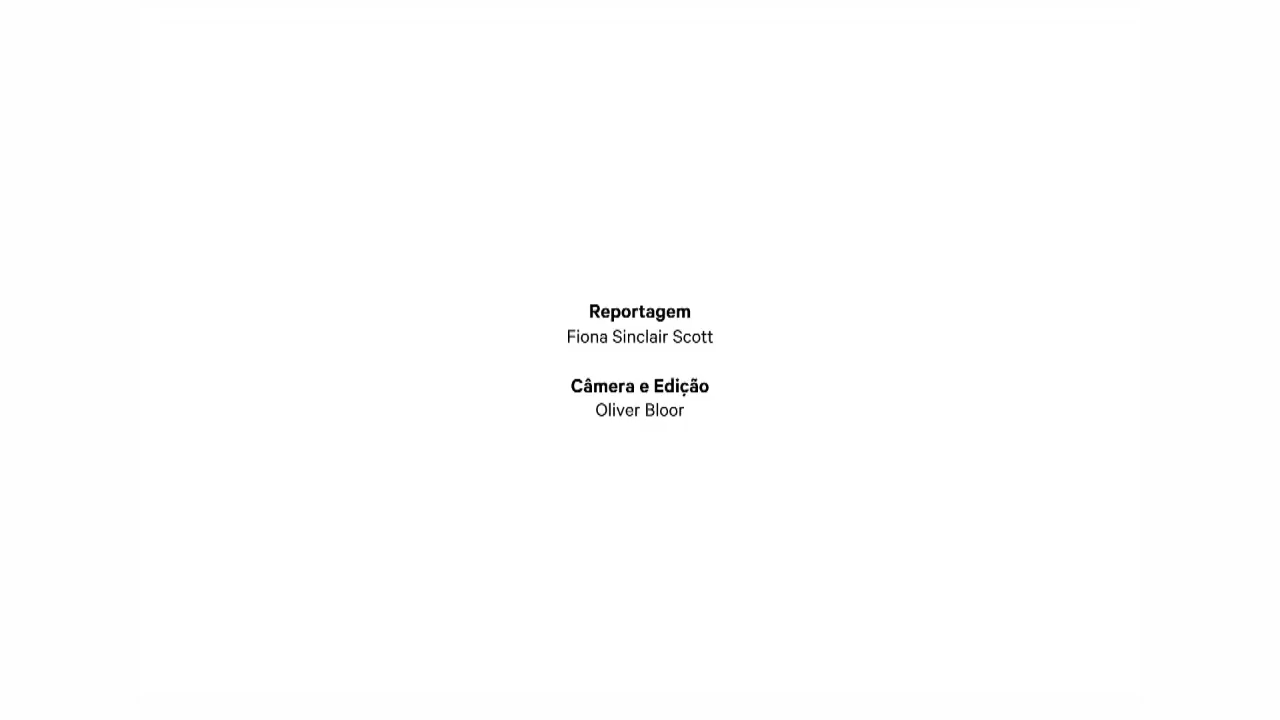 Reportagem
Fiona Sinclair Scott
Câmera e Edição
Oliver Bloor